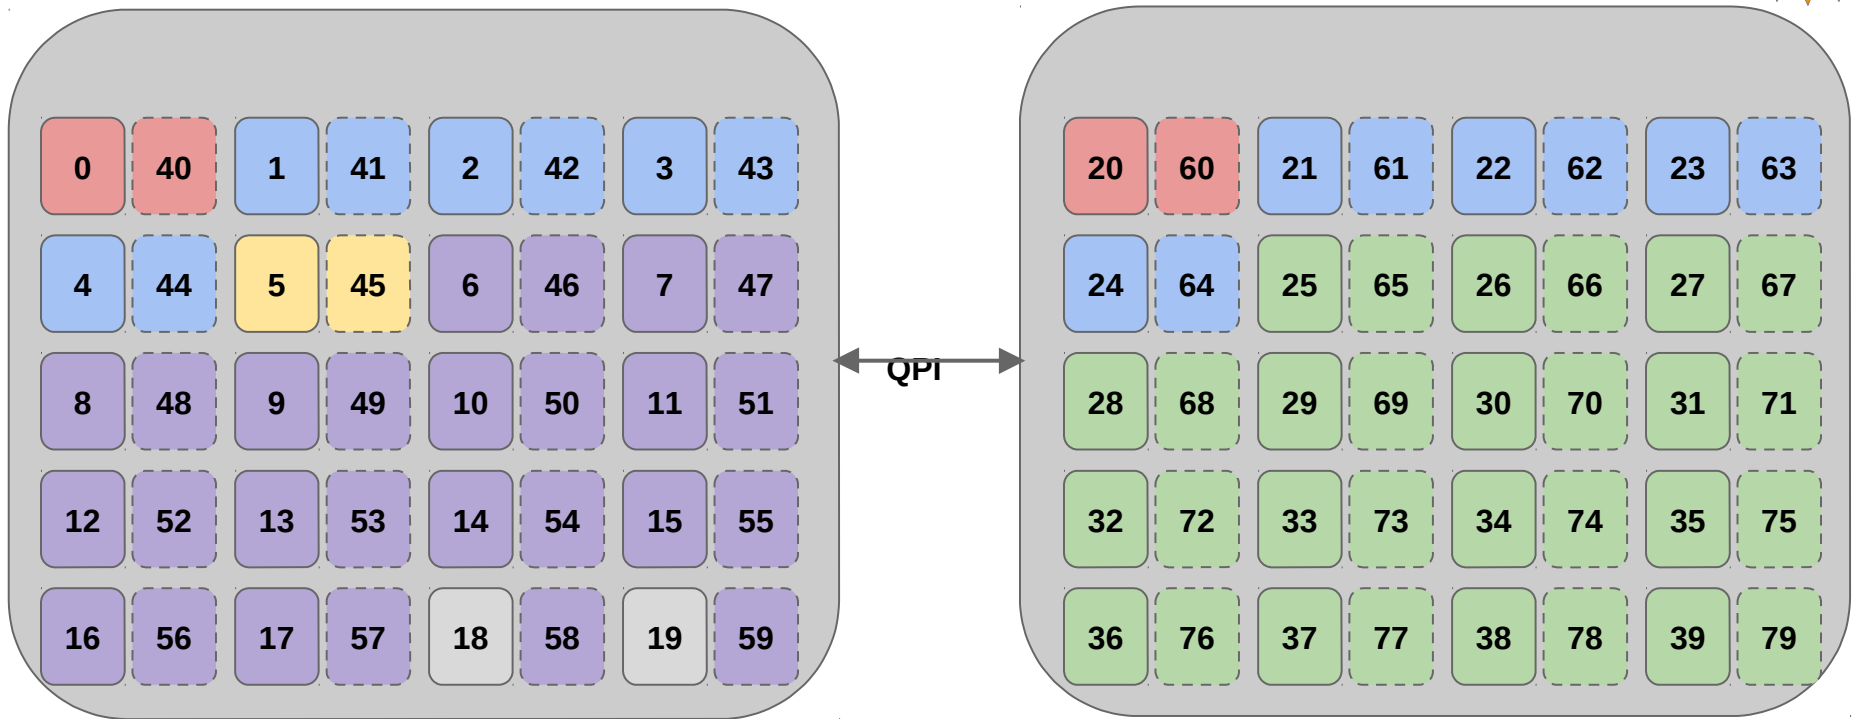 0 40 1 41 2 42 3 43
4 44 5 45 6 46 7 47
8 48 9 49 10 50 11 51
12 52 13 53 14 54 15 55
16 56 17 57 18 58 19 59
QPI
20 60 21 61 22 62 23 63
24 64 25 65 26 66 27 67
28 68 29 69 30 70 31 71
32 72 33 73 34 74 35 75
36 76 37 77 38 78 39 79